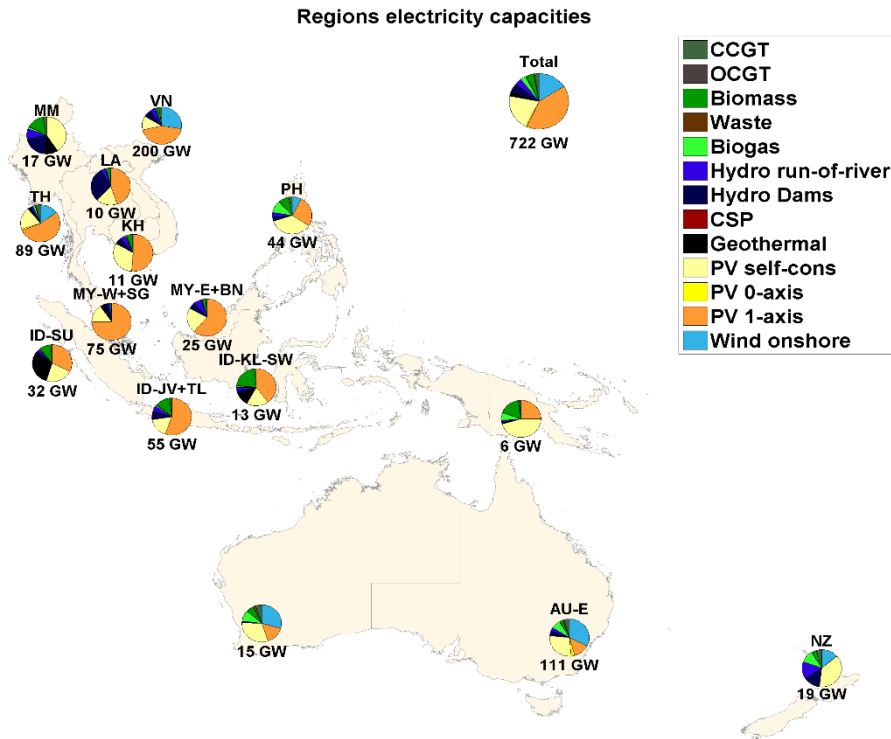 Regions electricity capacities
Total
722 GW
MM
17 GW
VN
200 GW
LA
10 GW
TH
89 GW
KH
11 GW
PH
44 GW
MY-W+SG
75 GW
MY-E+BN
25 GW
ID-SU
32 GW
ID-KL-SW
13 GW
ID-JV+TL
55 GW
6 GW
15 GW
AU-E
111 GW
NZ
19 GW
CCGT
OCGT
Biomass
Waste
Biogas
Hydro run-of-river
Hydro Dams
CSP
Geothermal
PV self-cons
PV 0-axis
PV 1-axis
Wind onshore